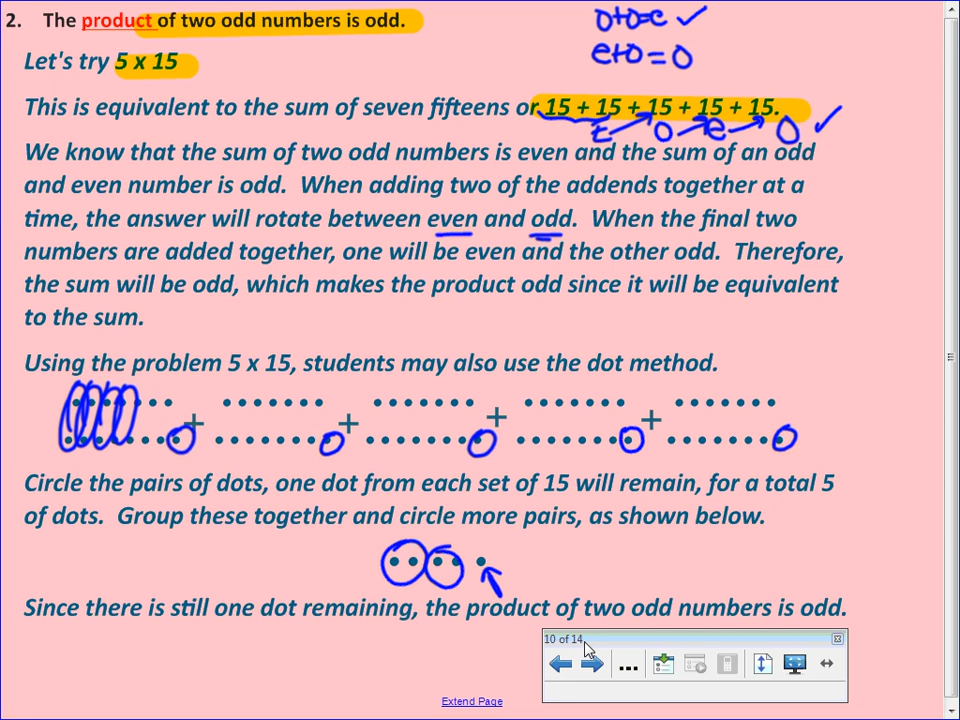 2. The product of two odd numbers is odd.
o+o=e ✓
Let's try 5 x 15
e+o=o
This is equivalent to the sum of seven fifteens or 15 + 15 + 15 + 15 + 15.
E → o → e → o ✓
We know that the sum of two odd numbers is even and the sum of an odd
and even number is odd. When adding two of the addends together at a
time, the answer will rotate between even and odd. When the final two
numbers are added together, one will be even and the other odd. Therefore,
the sum will be odd, which makes the product odd since it will be equivalent
to the sum.
Using the problem 5 x 15, students may also use the dot method.
+ + + +
Circle the pairs of dots, one dot from each set of 15 will remain, for a total 5
of dots. Group these together and circle more pairs, as shown below.
Since there is still one dot remaining, the product of two odd numbers is odd.
10 of 14
...
Extend Page